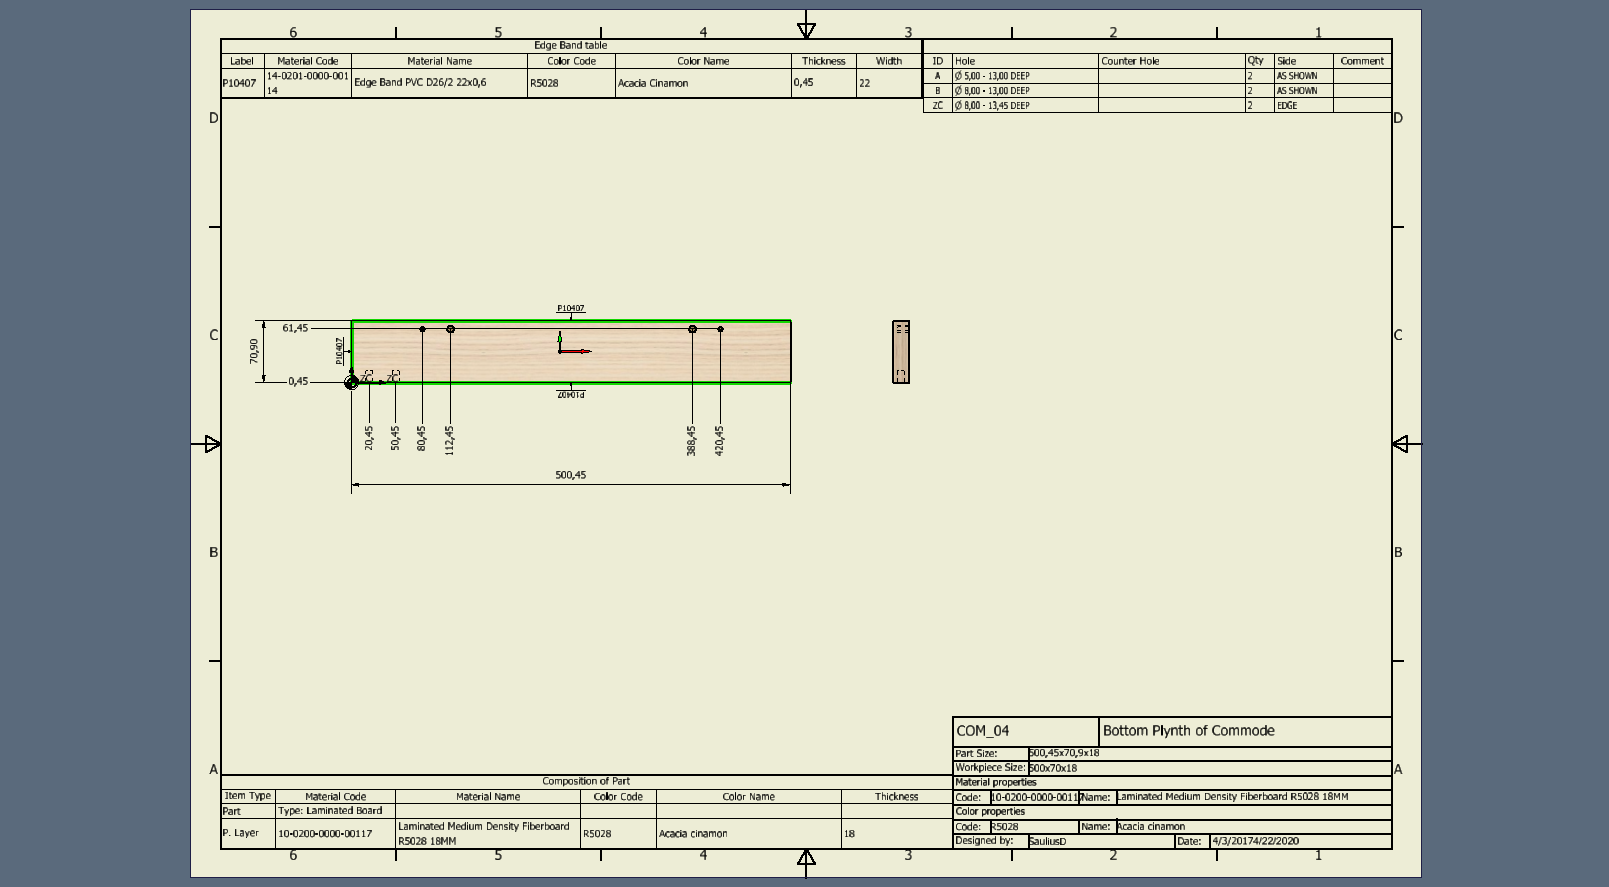 6 5 4 3 2 1
Edge Band table
Label Material Code Material Name Color Code Color Name Thickness Width
P10407 14-0201-0000-001 14 Edge Band PVC D26/2 22x0,6 R5028 Acacia Cinamon 0,45 22
ID Hole Counter Hole Qty Side Comment
A Ø 5,00 - 13,00 DEEP 2 AS SHOWN
B Ø 8,00 - 13,00 DEEP 2 AS SHOWN
ZC Ø 8,00 - 13,45 DEEP 2 EDGE
D D
P10407
61,45
C C
70,90
P10407
0,45
ZC ZC
P10407
20,45 50,45 80,45 112,45 388,45 420,45
500,45
B B
COM_04 Bottom Plynth of Commode
Part Size: 500,45x70,9x18
Workpiece Size: 500x70x18
A A
Material properties
Code: 10-0200-0000-00117 Name: Laminated Medium Density Fiberboard R5028 18MM
Color properties
Code: R5028 Name: Acacia cinamon
Designed by: SauliusD Date: 4/3/20174/22/2020
Composition of Part
Item Type Material Code Material Name Color Code Color Name Thickness
Part Type: Laminated Board
P. Layer 10-0200-0000-00117 Laminated Medium Density Fiberboard R5028 18MM R5028 Acacia cinamon 18
6 5 4 3 2 1